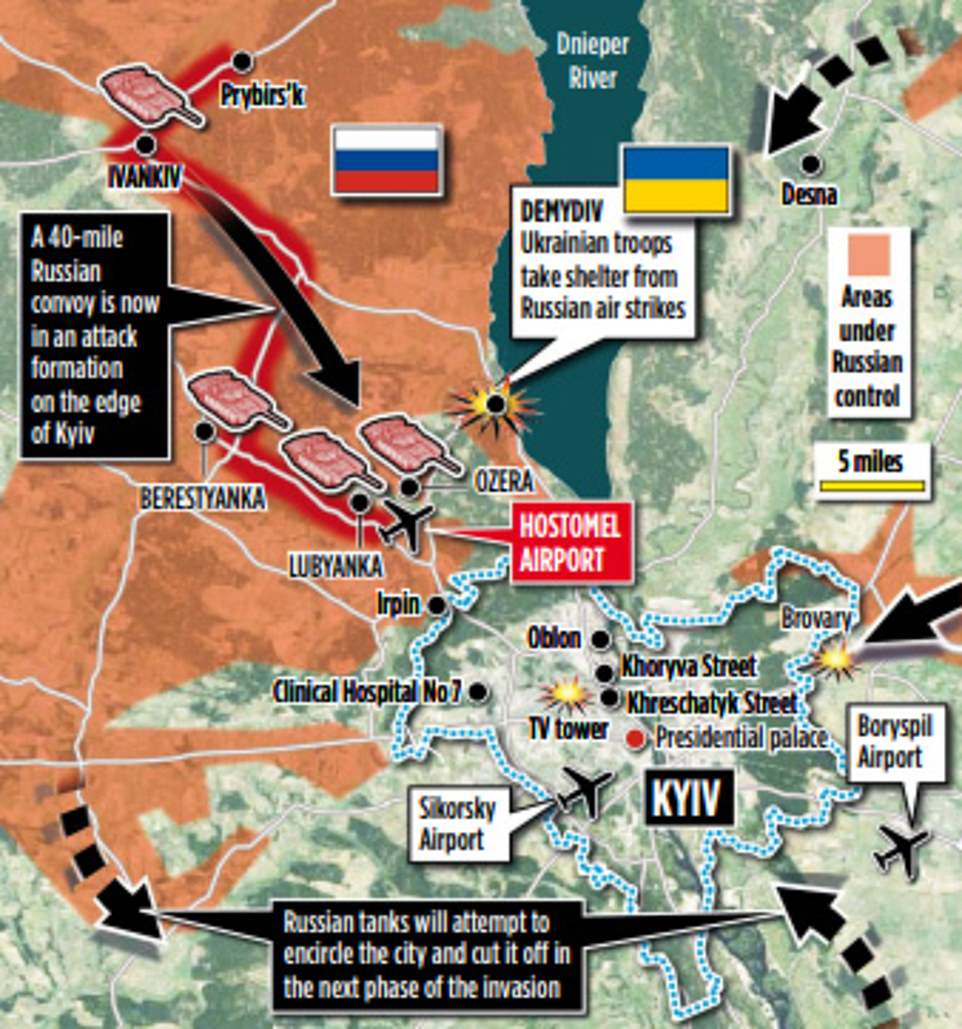 Dnieper
River
Prybirs'k
IVANKIV
Desna
DEMYDIV
Ukrainian troops
take shelter from
Russian air strikes
A 40-mile
Russian
convoy is now
in an attack
formation
on the edge
of Kyiv
Areas
under
Russian
control
5 miles
BERESTYANKA
OZERA
LUBYANKA
HOSTOMEL
AIRPORT
Irpin
Oblon
Brovary
Khoryva Street
Clinical Hospital No 7
Khreschatyk Street
TV tower
Presidential palace
Boryspil
Airport
KYIV
Sikorsky
Airport
Russian tanks will attempt to
encircle the city and cut it off in
the next phase of the invasion